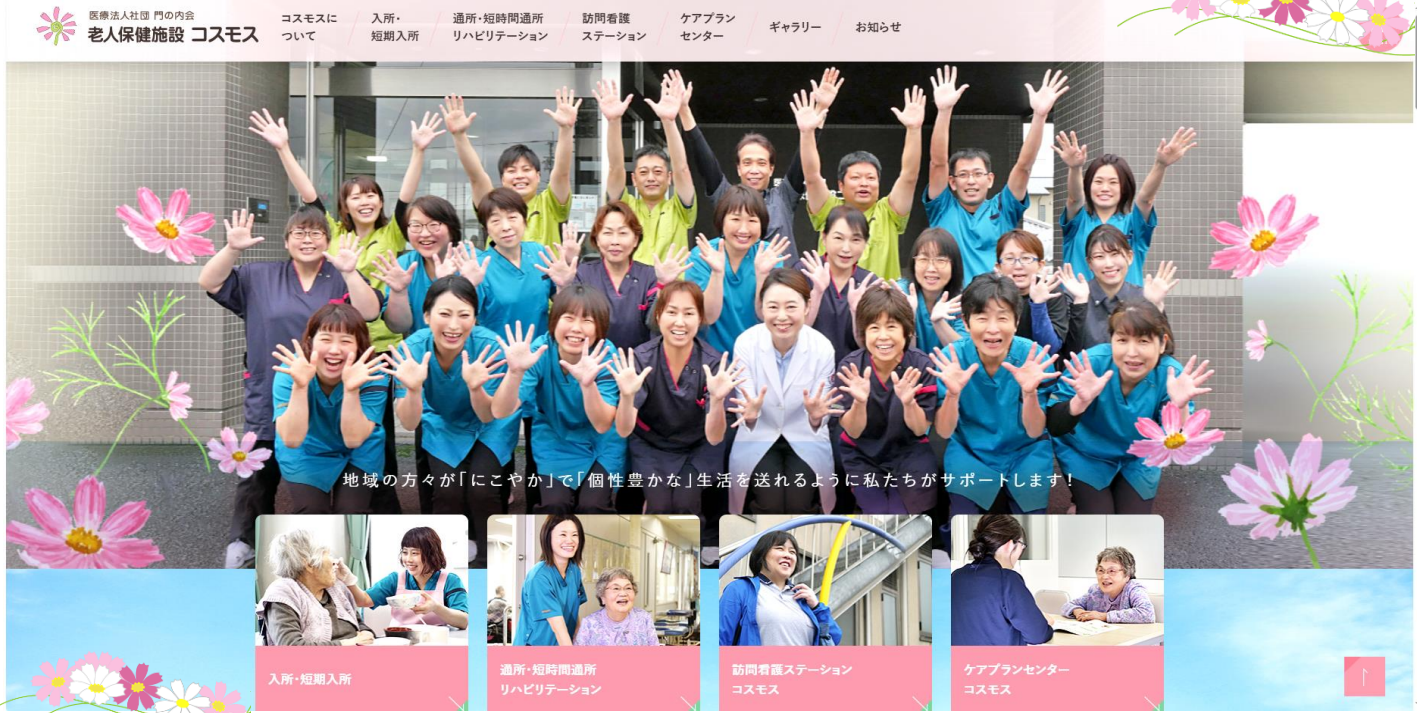 医療法人社団 門の内会
老人保健施設 コスモス
コスモスに
ついて
入所・
短期入所
通所・短時間通所
リハビリテーション
訪問看護
ステーション
ケアプラン
センター
ギャラリー
お知らせ
地域の方々が「にこやか」で「個性豊かな」生活を送れるように私たちがサポートします!
入所・短期入所
通所・短時間通所
リハビリテーション
訪問看護ステーション
コスモス
ケアプランセンター
コスモス